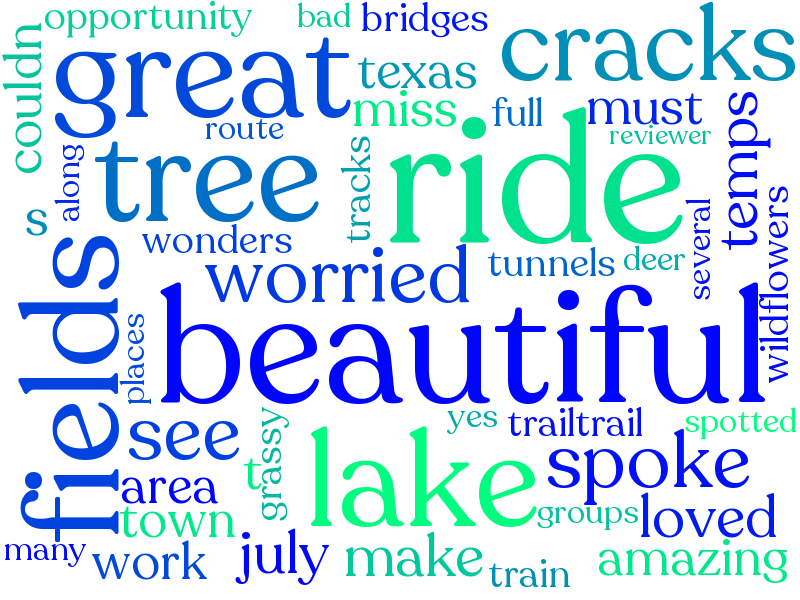 opportunity
bad
bridges
cracks
couldn
great
texas
miss
full
must
temps
route
reviewer
ride
tree
tracks
along
s
wonders
worried
tunnels
deer
several
wildflowers
fields
places
beautiful
see
yes
trailtrail
spotted
t
grassy
lake
spoke
area
town
groups
loved
many
work
july
make
train
amazing